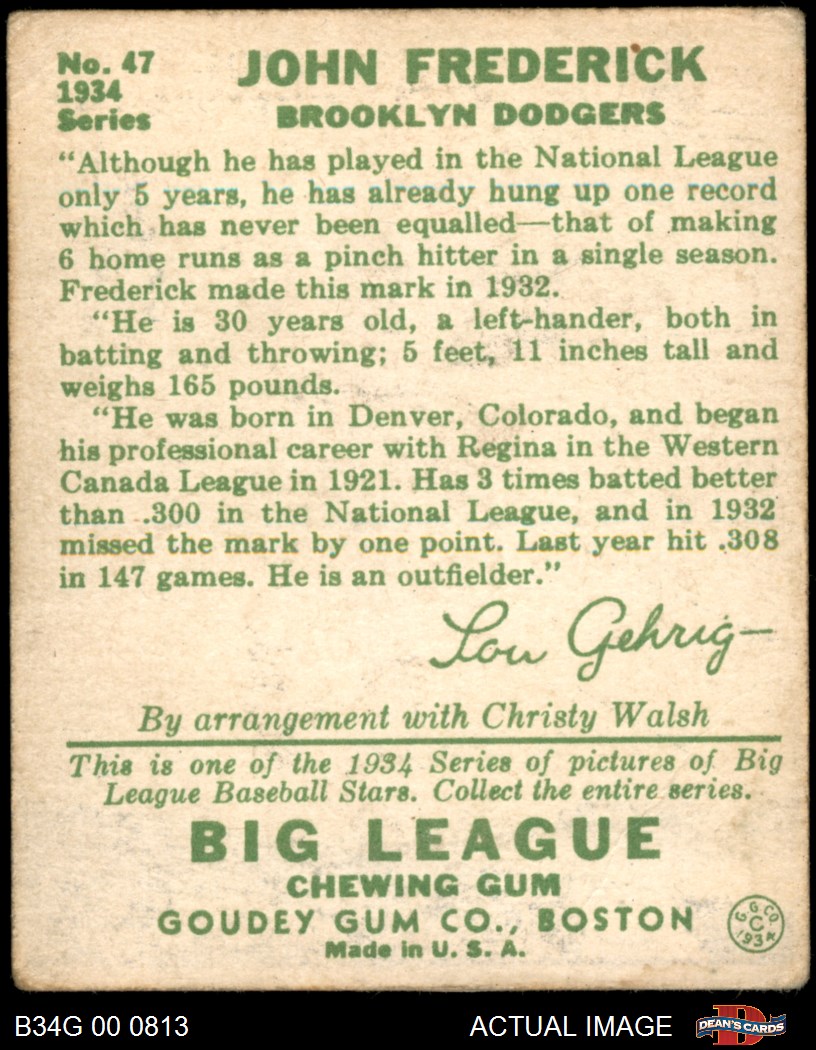 No. 47
1934
Series
JOHN FREDERICK
BROOKLYN DODGERS
"Although he has played in the National League
only 5 years, he has already hung up one record
which has never been equalled—that of making
6 home runs as a pinch hitter in a single season.
Frederick made this mark in 1932.
"He is 30 years old, a left-hander, both in
batting and throwing; 5 feet, 11 inches tall and
weighs 165 pounds.
"He was born in Denver, Colorado, and began
his professional career with Regina in the Western
Canada League in 1921. Has 3 times batted better
than .300 in the National League, and in 1932
missed the mark by one point. Last year hit .308
in 147 games. He is an outfielder."
Lou Gehrig—
By arrangement with Christy Walsh
This is one of the 1934 Series of pictures of Big
League Baseball Stars. Collect the entire series.
BIG LEAGUE
CHEWING GUM
GOUDEY GUM CO., BOSTON
Made in U. S. A.
G. G. CO.
C
1934
B34G 00 0813
ACTUAL IMAGE
D
DEAN'S CARDS